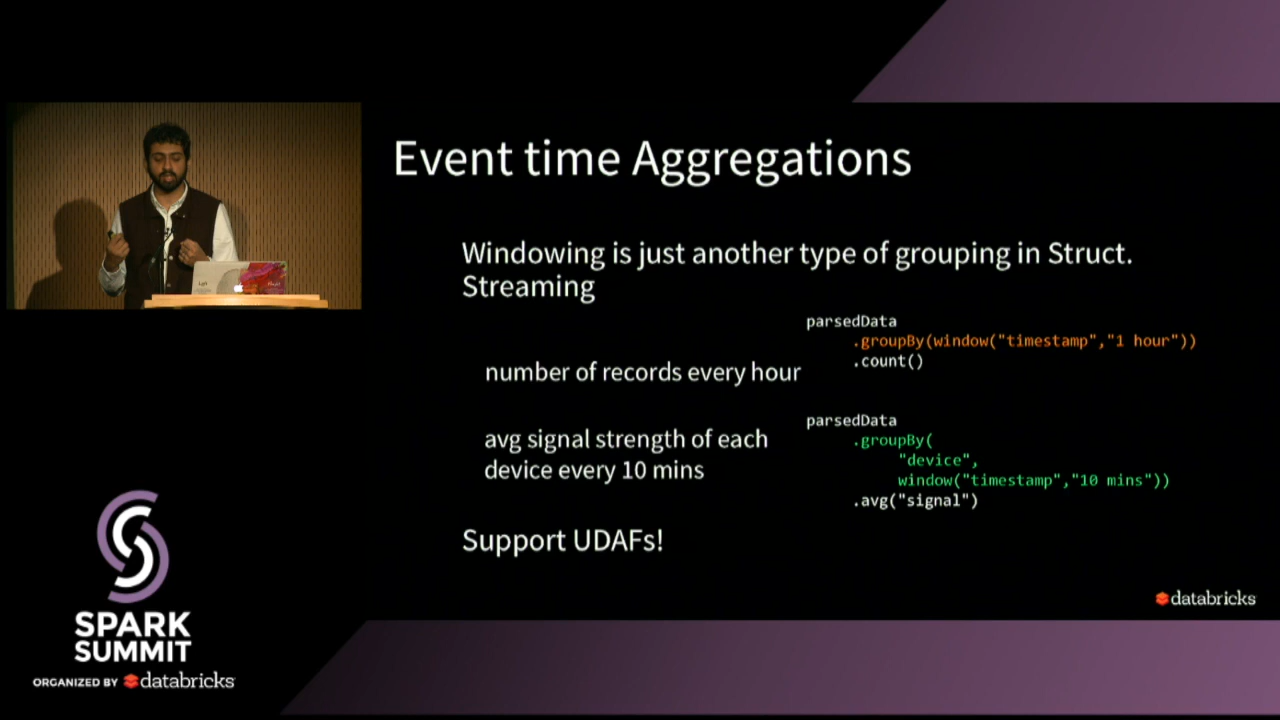 Event time Aggregations
Windowing is just another type of grouping in Struct.
Streaming
number of records every hour
parsedData
.groupBy(window("timestamp","1 hour"))
.count()
avg signal strength of each
device every 10 mins
parsedData
.groupBy(
"device",
window("timestamp","10 mins"))
.avg("signal")
Support UDAFs!
databricks
SPARK
SUMMIT
ORGANIZED BY databricks